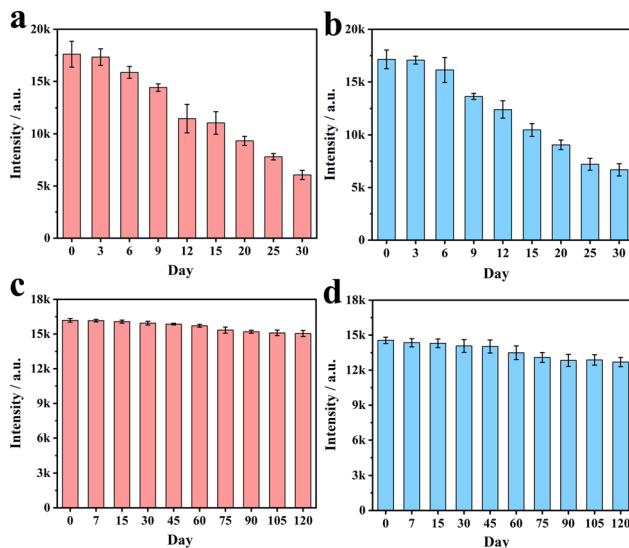 a
20k
15k
10k
5k
0
Intensity / a.u.
0 3 6 9 12 15 20 25 30
Day
b
20k
15k
10k
5k
0
Intensity / a.u.
0 3 6 9 12 15 20 25 30
Day
c
18k
15k
12k
9k
6k
3k
0
Intensity / a.u.
0 7 15 30 45 60 75 90 105 120
Day
d
18k
15k
12k
9k
6k
3k
0
Intensity / a.u.
0 7 15 30 45 60 75 90 105 120
Day